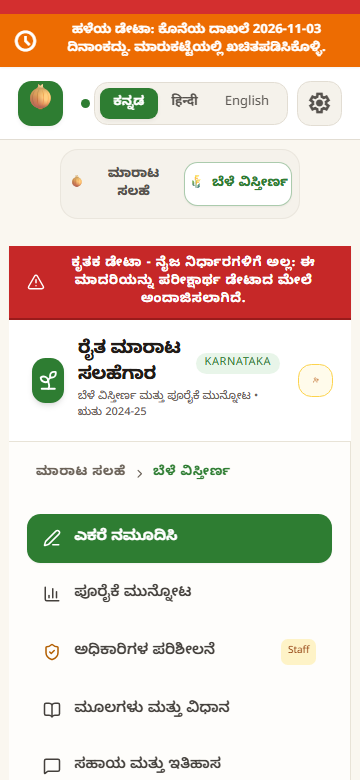 ಹಳೆಯ ಡೇಟಾ: ಕೊನೆಯ ದಾಖಲೆ 2026-11-03
ದಿನಾಂಕದ್ದು. ಮಾರುಕಟ್ಟೆಯಲ್ಲಿ ಖಚಿತಪಡಿಸಿಕೊಳ್ಳಿ.
ಕನ್ನಡ हिन्दी English
ಮಾರಾಟ
ಸಲಹೆ
ಬೆಳೆ ವಿಸ್ತೀರ್ಣ
ಕೃತಕ ಡೇಟಾ - ನೈಜ ನಿರ್ಧಾರಗಳಿಗೆ ಅಲ್ಲ: ಈ
ಮಾದರಿಯನ್ನು ಪರೀಕ್ಷಾರ್ಥ ಡೇಟಾದ ಮೇಲೆ
ಅಂದಾಜಿಸಲಾಗಿದೆ.
ರೈತ ಮಾರಾಟ
ಸಲಹೆಗಾರ
KARNATAKA
ಬೆಳೆ ವಿಸ್ತೀರ್ಣ ಮತ್ತು ಪೂರೈಕೆ ಮುನ್ನೋಟ •
ಋತು 2024-25
ಮಾರಾಟ ಸಲಹೆ › ಬೆಳೆ ವಿಸ್ತೀರ್ಣ
ಎಕರೆ ನಮೂದಿಸಿ
ಪೂರೈಕೆ ಮುನ್ನೋಟ
ಅಧಿಕಾರಿಗಳ ಪರಿಶೀಲನೆ Staff
ಮೂಲಗಳು ಮತ್ತು ವಿಧಾನ
ಸಹಾಯ ಮತ್ತು ಇತಿಹಾಸ